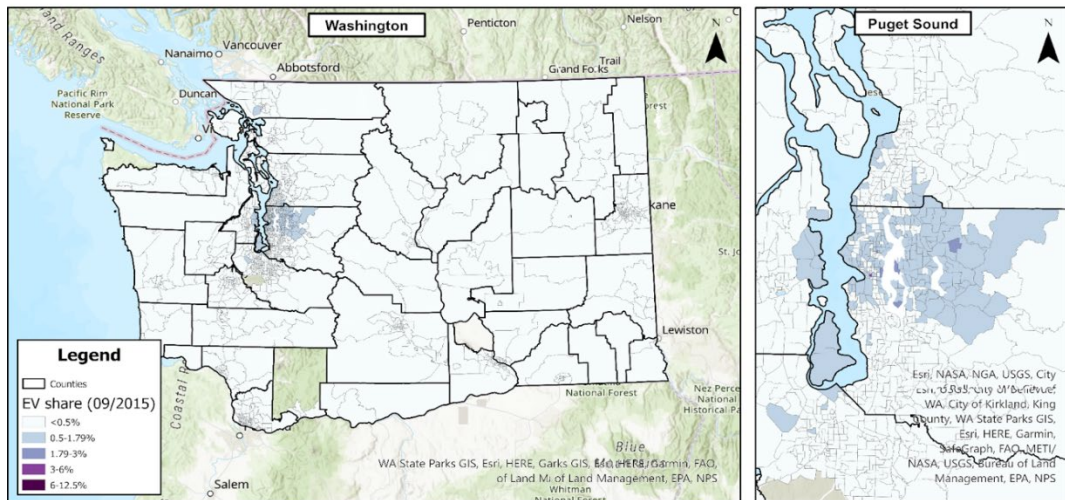 Washington
Penticton
Nelson
Nanaimo
Vancouver
Abbotsford
Trail
Grand Forks
Pacific Rim
National Park
Reserve
Duncan
kane
St. Jo
Lewiston
Nez Perce
National
Historical Pa
National Forest
Blue
Salem
Whitman
National Forest
WA State Parks GIS, Esri, HERE, Garmin, FAO,
of Land Management, EPA, NPS
Legend
Counties
EV share (09/2015)
<0.5%
0.5-1.79%
1.79-3%
3-6%
6-12.5%
Puget Sound
N
Esri, NASA, NGA, USGS, City
WA, City of Kirkland, King
County, WA State Parks GIS,
Esri, HERE, Garmin,
SafeGraph, FAO, METI/
NASA, USGS, Bureau of Land
Management, EPA, NPS